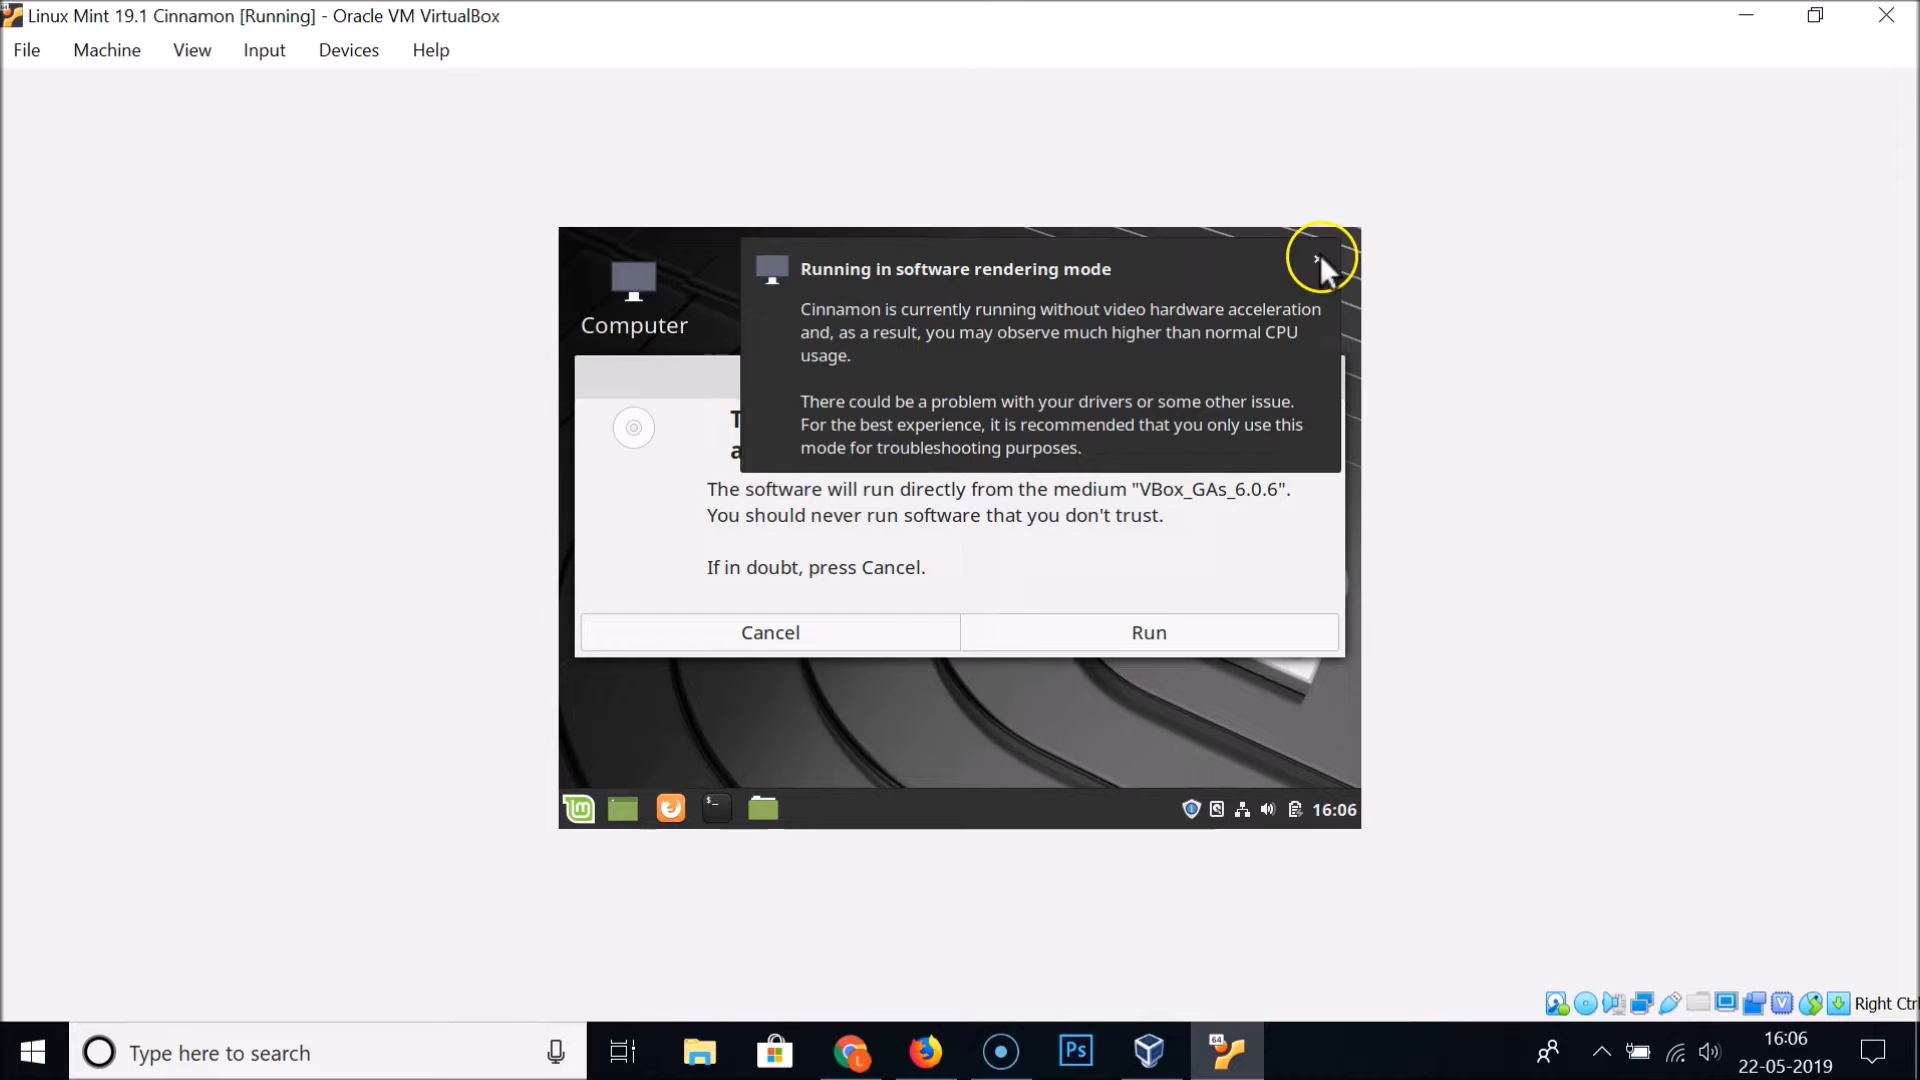 Linux Mint 19.1 Cinnamon [Running] - Oracle VM VirtualBox
File Machine View Input Devices Help
Computer
Running in software rendering mode
Cinnamon is currently running without video hardware acceleration
and, as a result, you may observe much higher than normal CPU
usage.
There could be a problem with your drivers or some other issue.
For the best experience, it is recommended that you only use this
mode for troubleshooting purposes.
The software will run directly from the medium "VBox_GAs_6.0.6".
You should never run software that you don't trust.
If in doubt, press Cancel.
Cancel Run
16:06
Right Ctrl
Type here to search
Ps
64
16:06
22-05-2019